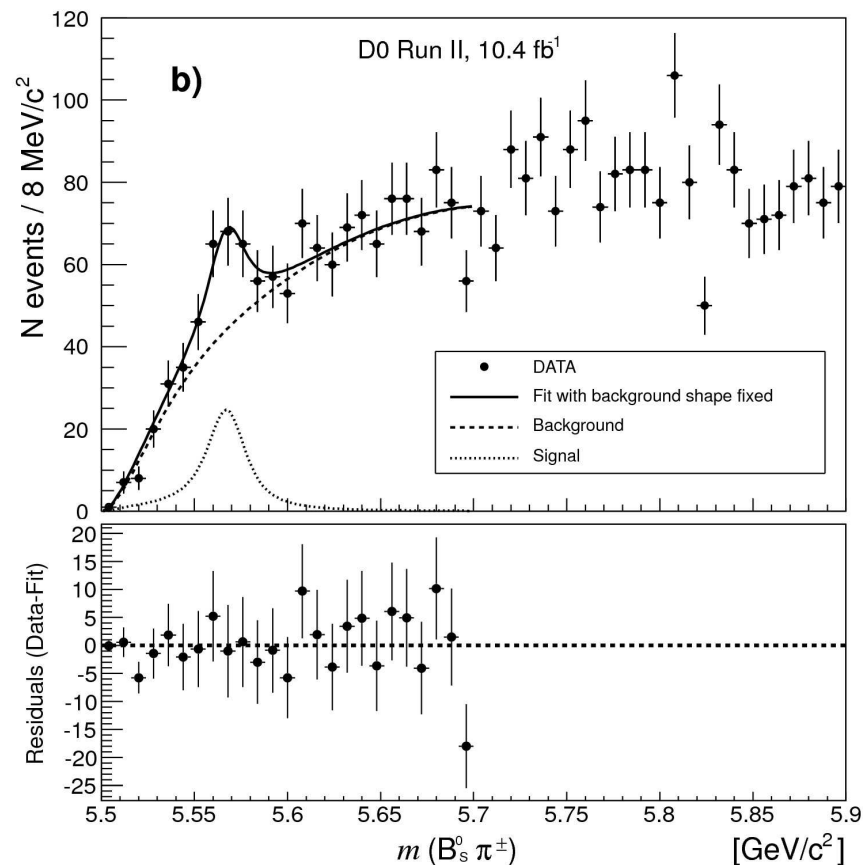 D0 Run II, 10.4 fb⁻¹
b)
N events / 8 MeV/c²
120
100
80
60
40
20
0
DATA
Fit with background shape fixed
Background
Signal
Residuals (Data-Fit)
20
15
10
5
0
-5
-10
-15
-20
-25
5.5 5.55 5.6 5.65 5.7 5.75 5.8 5.85 5.9
m (B⁰ₛ π±) [GeV/c²]